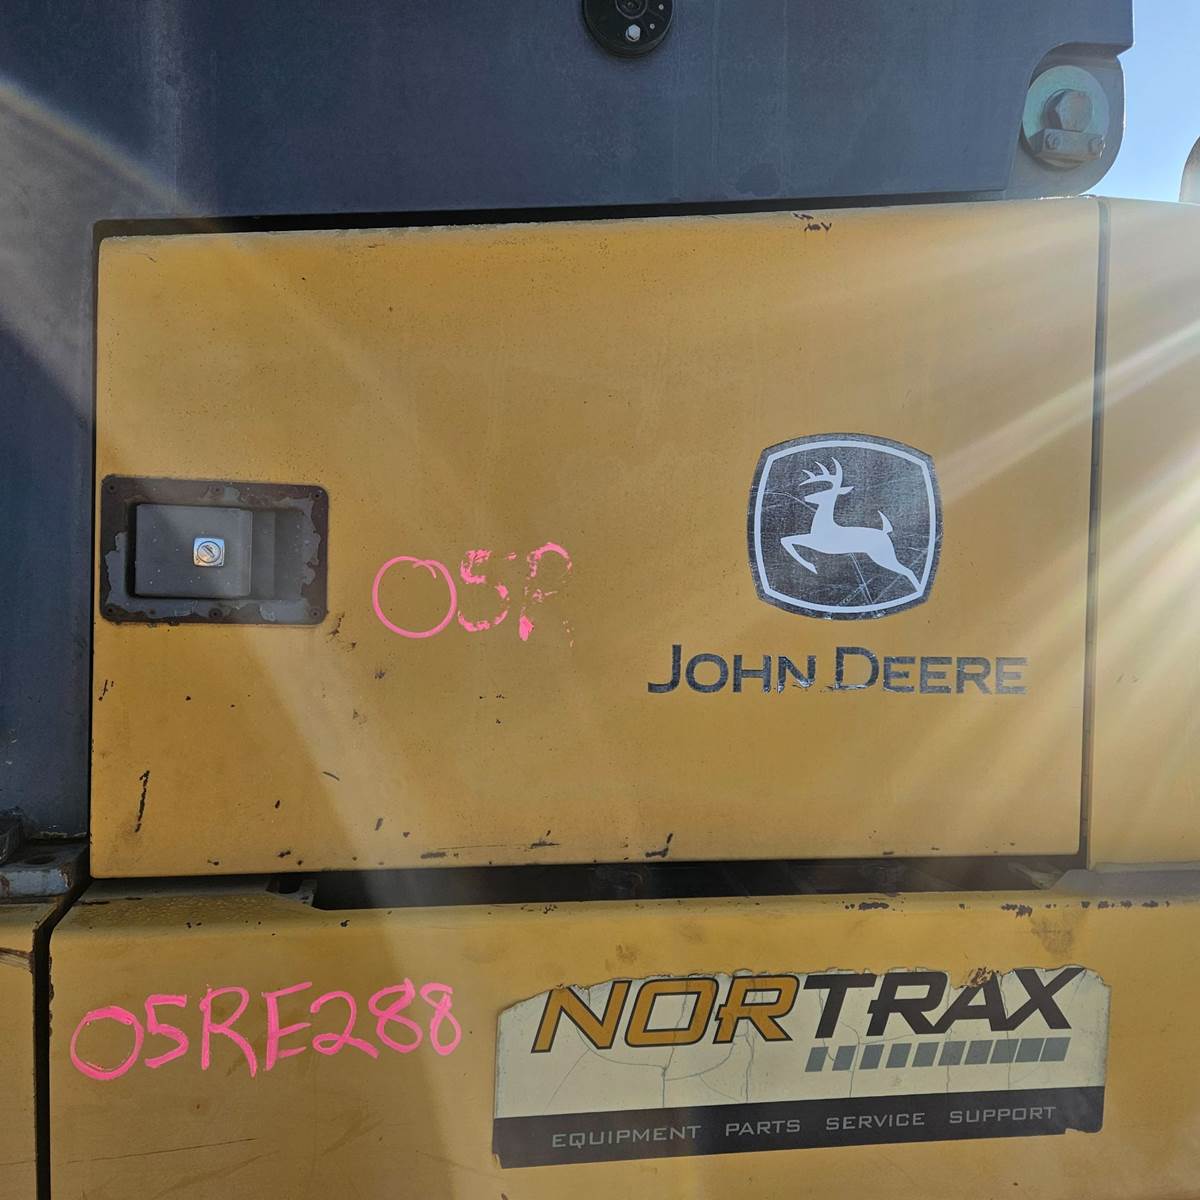 05R
JOHN DEERE
05RE288
NORTRAX
EQUIPMENT PARTS SERVICE SUPPORT